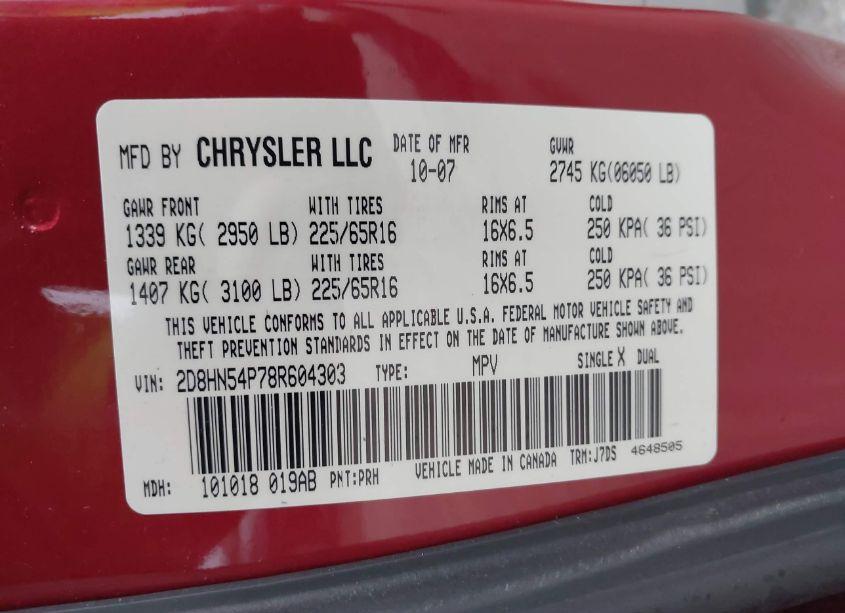 MFD BY CHRYSLER LLC DATE OF MFR GVWR
10-07 2745 KG(06050 LB)
GAWR FRONT WITH TIRES RIMS AT COLD
1339 KG( 2950 LB) 225/65R16 16X6.5 250 KPA( 36 PSI)
GAWR REAR WITH TIRES RIMS AT COLD
1407 KG( 3100 LB) 225/65R16 16X6.5 250 KPA( 36 PSI)
THIS VEHICLE CONFORMS TO ALL APPLICABLE U.S.A. FEDERAL MOTOR VEHICLE SAFETY AND
THEFT PREVENTION STANDARDS IN EFFECT ON THE DATE OF MANUFACTURE SHOWN ABOVE.
VIN: 2D8HN54P78R604303 TYPE: MPV SINGLE X DUAL
MDH: 101018 019AB PNT:PRH VEHICLE MADE IN CANADA TRM:J7DS 4648505